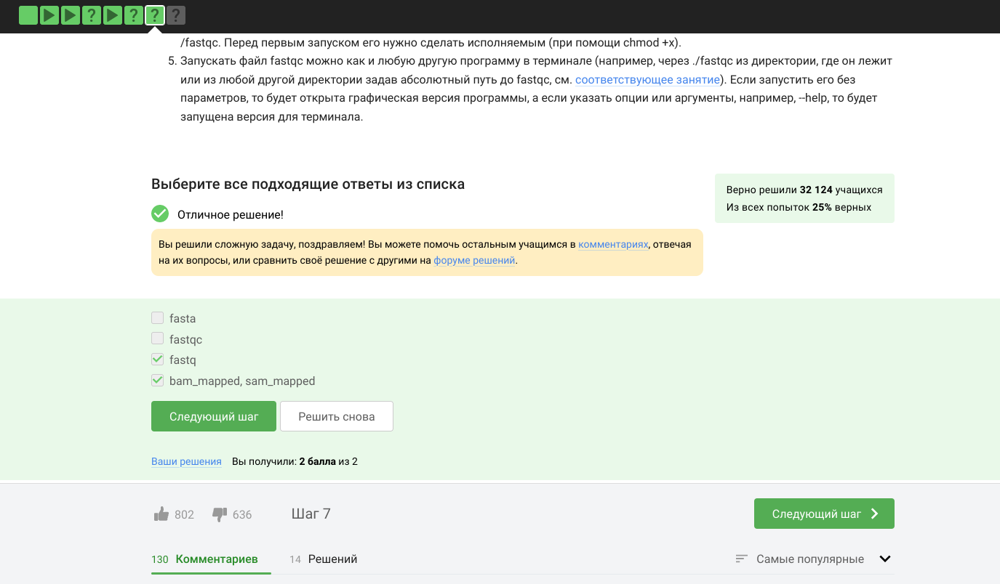 ? ? ? ?
/fastqc. Перед первым запуском его нужно сделать исполняемым (при помощи chmod +x).
5. Запускать файл fastqc можно как и любую другую программу в терминале (например, через ./fastqc из директории, где он лежит
или из любой другой директории задав абсолютный путь до fastqc, см. соответствующее занятие). Если запустить его без
параметров, то будет открыта графическая версия программы, а если указать опции или аргументы, например, --help, то будет
запущена версия для терминала.
Выберите все подходящие ответы из списка
Верно решили 32 124 учащихся
Из всех попыток 25% верных
Отличное решение!
Вы решили сложную задачу, поздравляем! Вы можете помочь остальным учащимся в комментариях, отвечая
на их вопросы, или сравнить своё решение с другими на форуме решений.
fasta
fastqc
fastq
bam_mapped, sam_mapped
Следующий шаг Решить снова
Ваши решения Вы получили: 2 балла из 2
802 636 Шаг 7 Следующий шаг
130 Комментариев 14 Решений Самые популярные